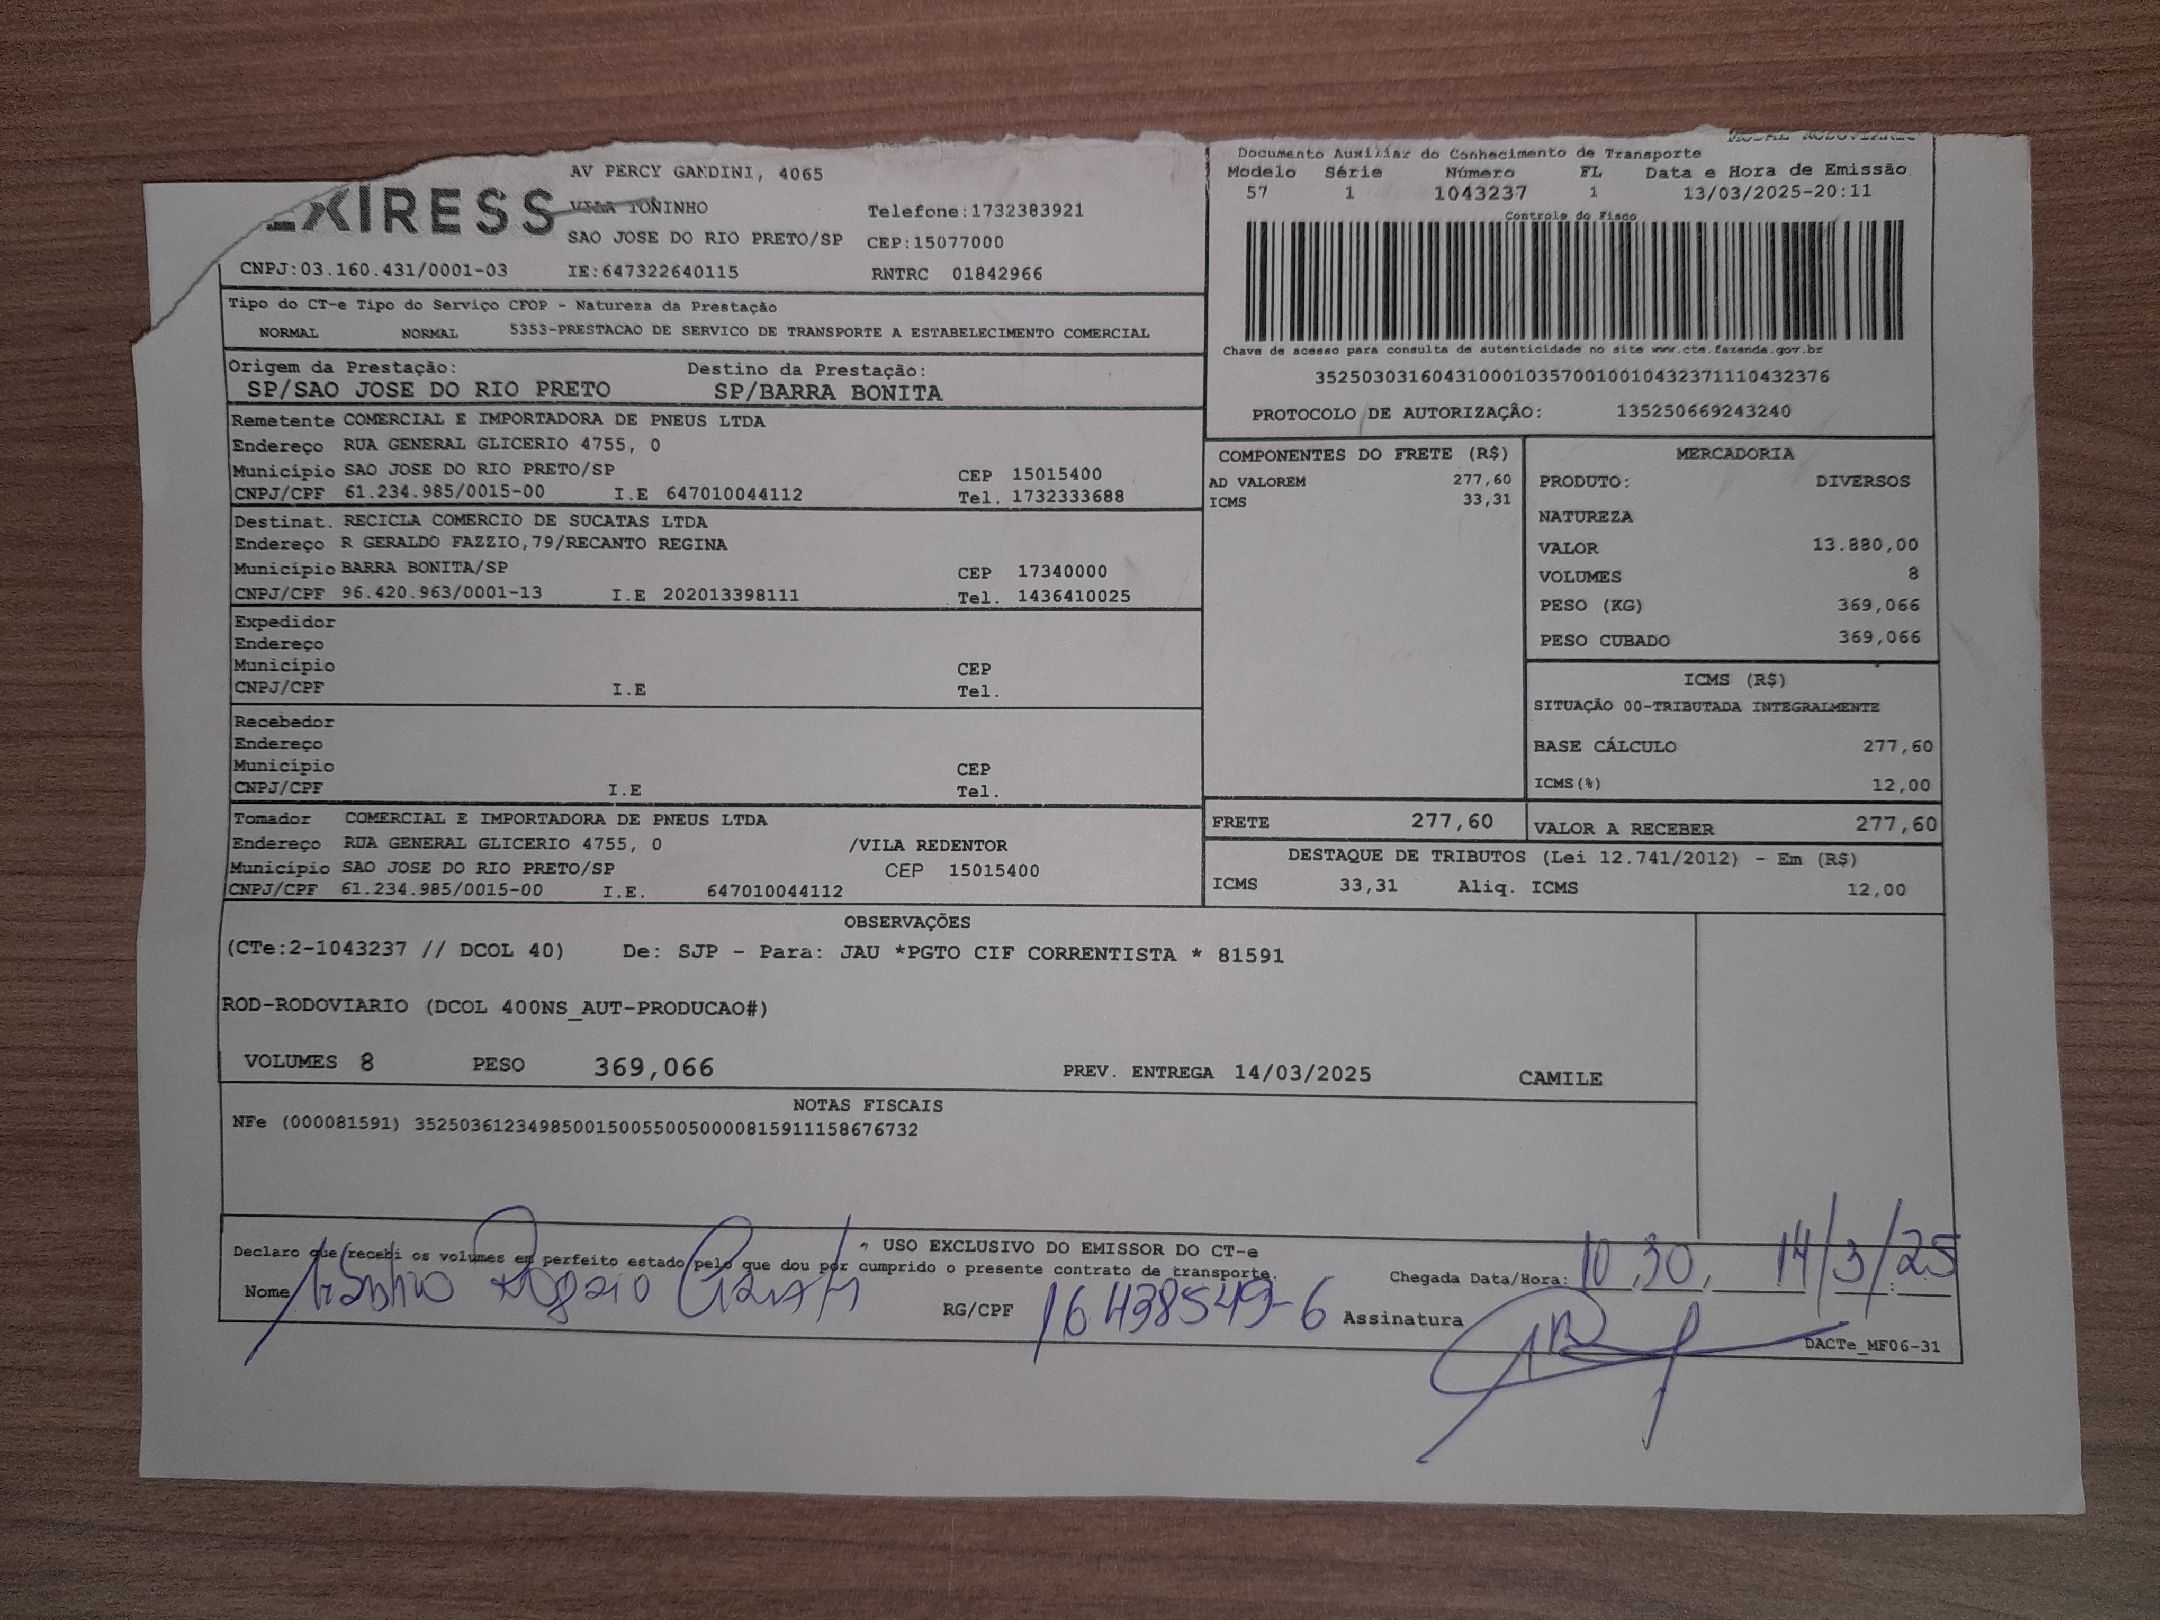 AV PERCY GANDINI, 4065
VILA TONINHO Telefone:1732383921
SAO JOSE DO RIO PRETO/SP CEP:15077000
CNPJ:03.160.431/0001-03 IE:647322640115 RNTRC 01842966
Tipo do CT-e Tipo do Serviço CFOP - Natureza da Prestação
NORMAL NORMAL 5353-PRESTACAO DE SERVICO DE TRANSPORTE A ESTABELECIMENTO COMERCIAL
Origem da Prestação: Destino da Prestação:
SP/SAO JOSE DO RIO PRETO SP/BARRA BONITA
Remetente COMERCIAL E IMPORTADORA DE PNEUS LTDA
Endereço RUA GENERAL GLICERIO 4755, 0
Município SAO JOSE DO RIO PRETO/SP CEP 15015400
CNPJ/CPF 61.234.985/0015-00 I.E 647010044112 Tel. 1732333688
Destinat. RECICLA COMERCIO DE SUCATAS LTDA
Endereço R GERALDO FAZZIO,79/RECANTO REGINA
Município BARRA BONITA/SP CEP 17340000
CNPJ/CPF 96.420.963/0001-13 I.E 202013398111 Tel. 1436410025
Expedidor
Endereço
Município CEP
CNPJ/CPF I.E Tel.
Recebedor
Endereço
Município CEP
CNPJ/CPF I.E Tel.
Tomador COMERCIAL E IMPORTADORA DE PNEUS LTDA
Endereço RUA GENERAL GLICERIO 4755, 0 /VILA REDENTOR
Município SAO JOSE DO RIO PRETO/SP CEP 15015400
CNPJ/CPF 61.234.985/0015-00 I.E. 647010044112
Documento Auxiliar do Conhecimento de Transporte
Modelo Série Número FL Data e Hora de Emissão
57 1 1043237 1 13/03/2025-20:11
Controle do Fisco
Chave de acesso para consulta de autenticidade no site www.cte.fazenda.gov.br
35250303160431000103570010010432371110432376
PROTOCOLO DE AUTORIZAÇÃO: 135250669243240
COMPONENTES DO FRETE (R$)
AD VALOREM 277,60
ICMS 33,31
MERCADORIA
PRODUTO: DIVERSOS
NATUREZA
VALOR 13.880,00
VOLUMES 8
PESO (KG) 369,066
PESO CUBADO 369,066
ICMS (R$)
SITUAÇÃO 00-TRIBUTADA INTEGRALMENTE
BASE CÁLCULO 277,60
ICMS(%) 12,00
FRETE 277,60 VALOR A RECEBER 277,60
DESTAQUE DE TRIBUTOS (Lei 12.741/2012) - Em (R$)
ICMS 33,31 Aliq. ICMS 12,00
OBSERVAÇÕES
(CTe:2-1043237 // DCOL 40) De: SJP - Para: JAU *PGTO CIF CORRENTISTA * 81591
ROD-RODOVIARIO (DCOL 400NS_AUT-PRODUCAO#)
VOLUMES 8 PESO 369,066 PREV. ENTREGA 14/03/2025 CAMILE
NOTAS FISCAIS
NFe (000081591) 35250361234985001500550050000815911158676732
USO EXCLUSIVO DO EMISSOR DO CT-e
Declaro que recebi os volumes em perfeito estado pelo que dou por cumprido o presente contrato de transporte.
Chegada Data/Hora: 10,30, 14/3/25
Nome RG/CPF 16.438549-6 Assinatura
DACTe_MF06-31